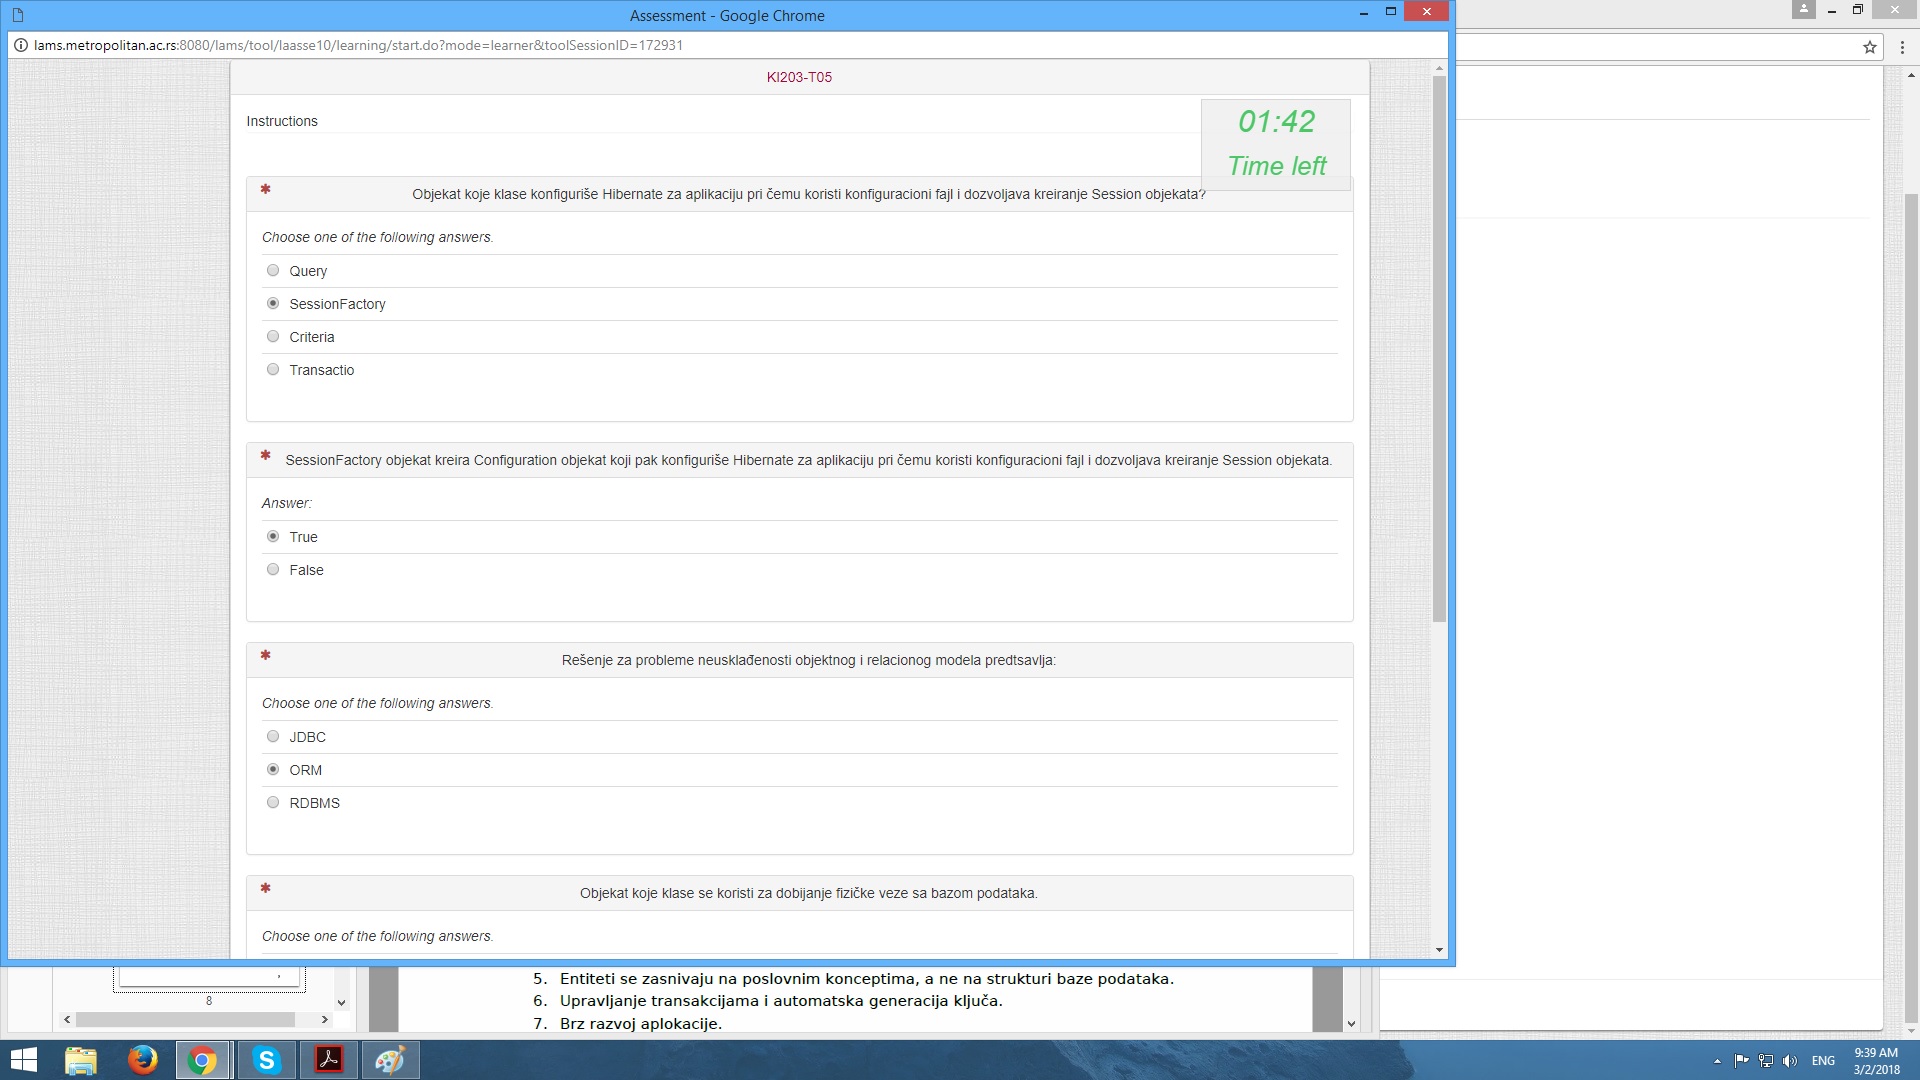 Assessment - Google Chrome
lams.metropolitan.ac.rs:8080/lams/tool/laasse10/learning/start.do?mode=learner&toolSessionID=172931
KI203-T05
Instructions
01:42
Time left
* Objekat koje klase konfiguriše Hibernate za aplikaciju pri čemu koristi konfiguracioni fajl i dozvoljava kreiranje Session objekata?
Choose one of the following answers.
Query
SessionFactory
Criteria
Transactio
* SessionFactory objekat kreira Configuration objekat koji pak konfiguriše Hibernate za aplikaciju pri čemu koristi konfiguracioni fajl i dozvoljava kreiranje Session objekata.
Answer:
True
False
* Rešenje za probleme neusklađenosti objektnog i relacionog modela predtsavlja:
Choose one of the following answers.
JDBC
ORM
RDBMS
* Objekat koje klase se koristi za dobijanje fizičke veze sa bazom podataka.
Choose one of the following answers.
8
5. Entiteti se zasnivaju na poslovnim konceptima, a ne na strukturi baze podataka.
6. Upravljanje transakcijama i automatska generacija ključa.
7. Brz razvoj aplokacije.
ENG
9:39 AM
3/2/2018